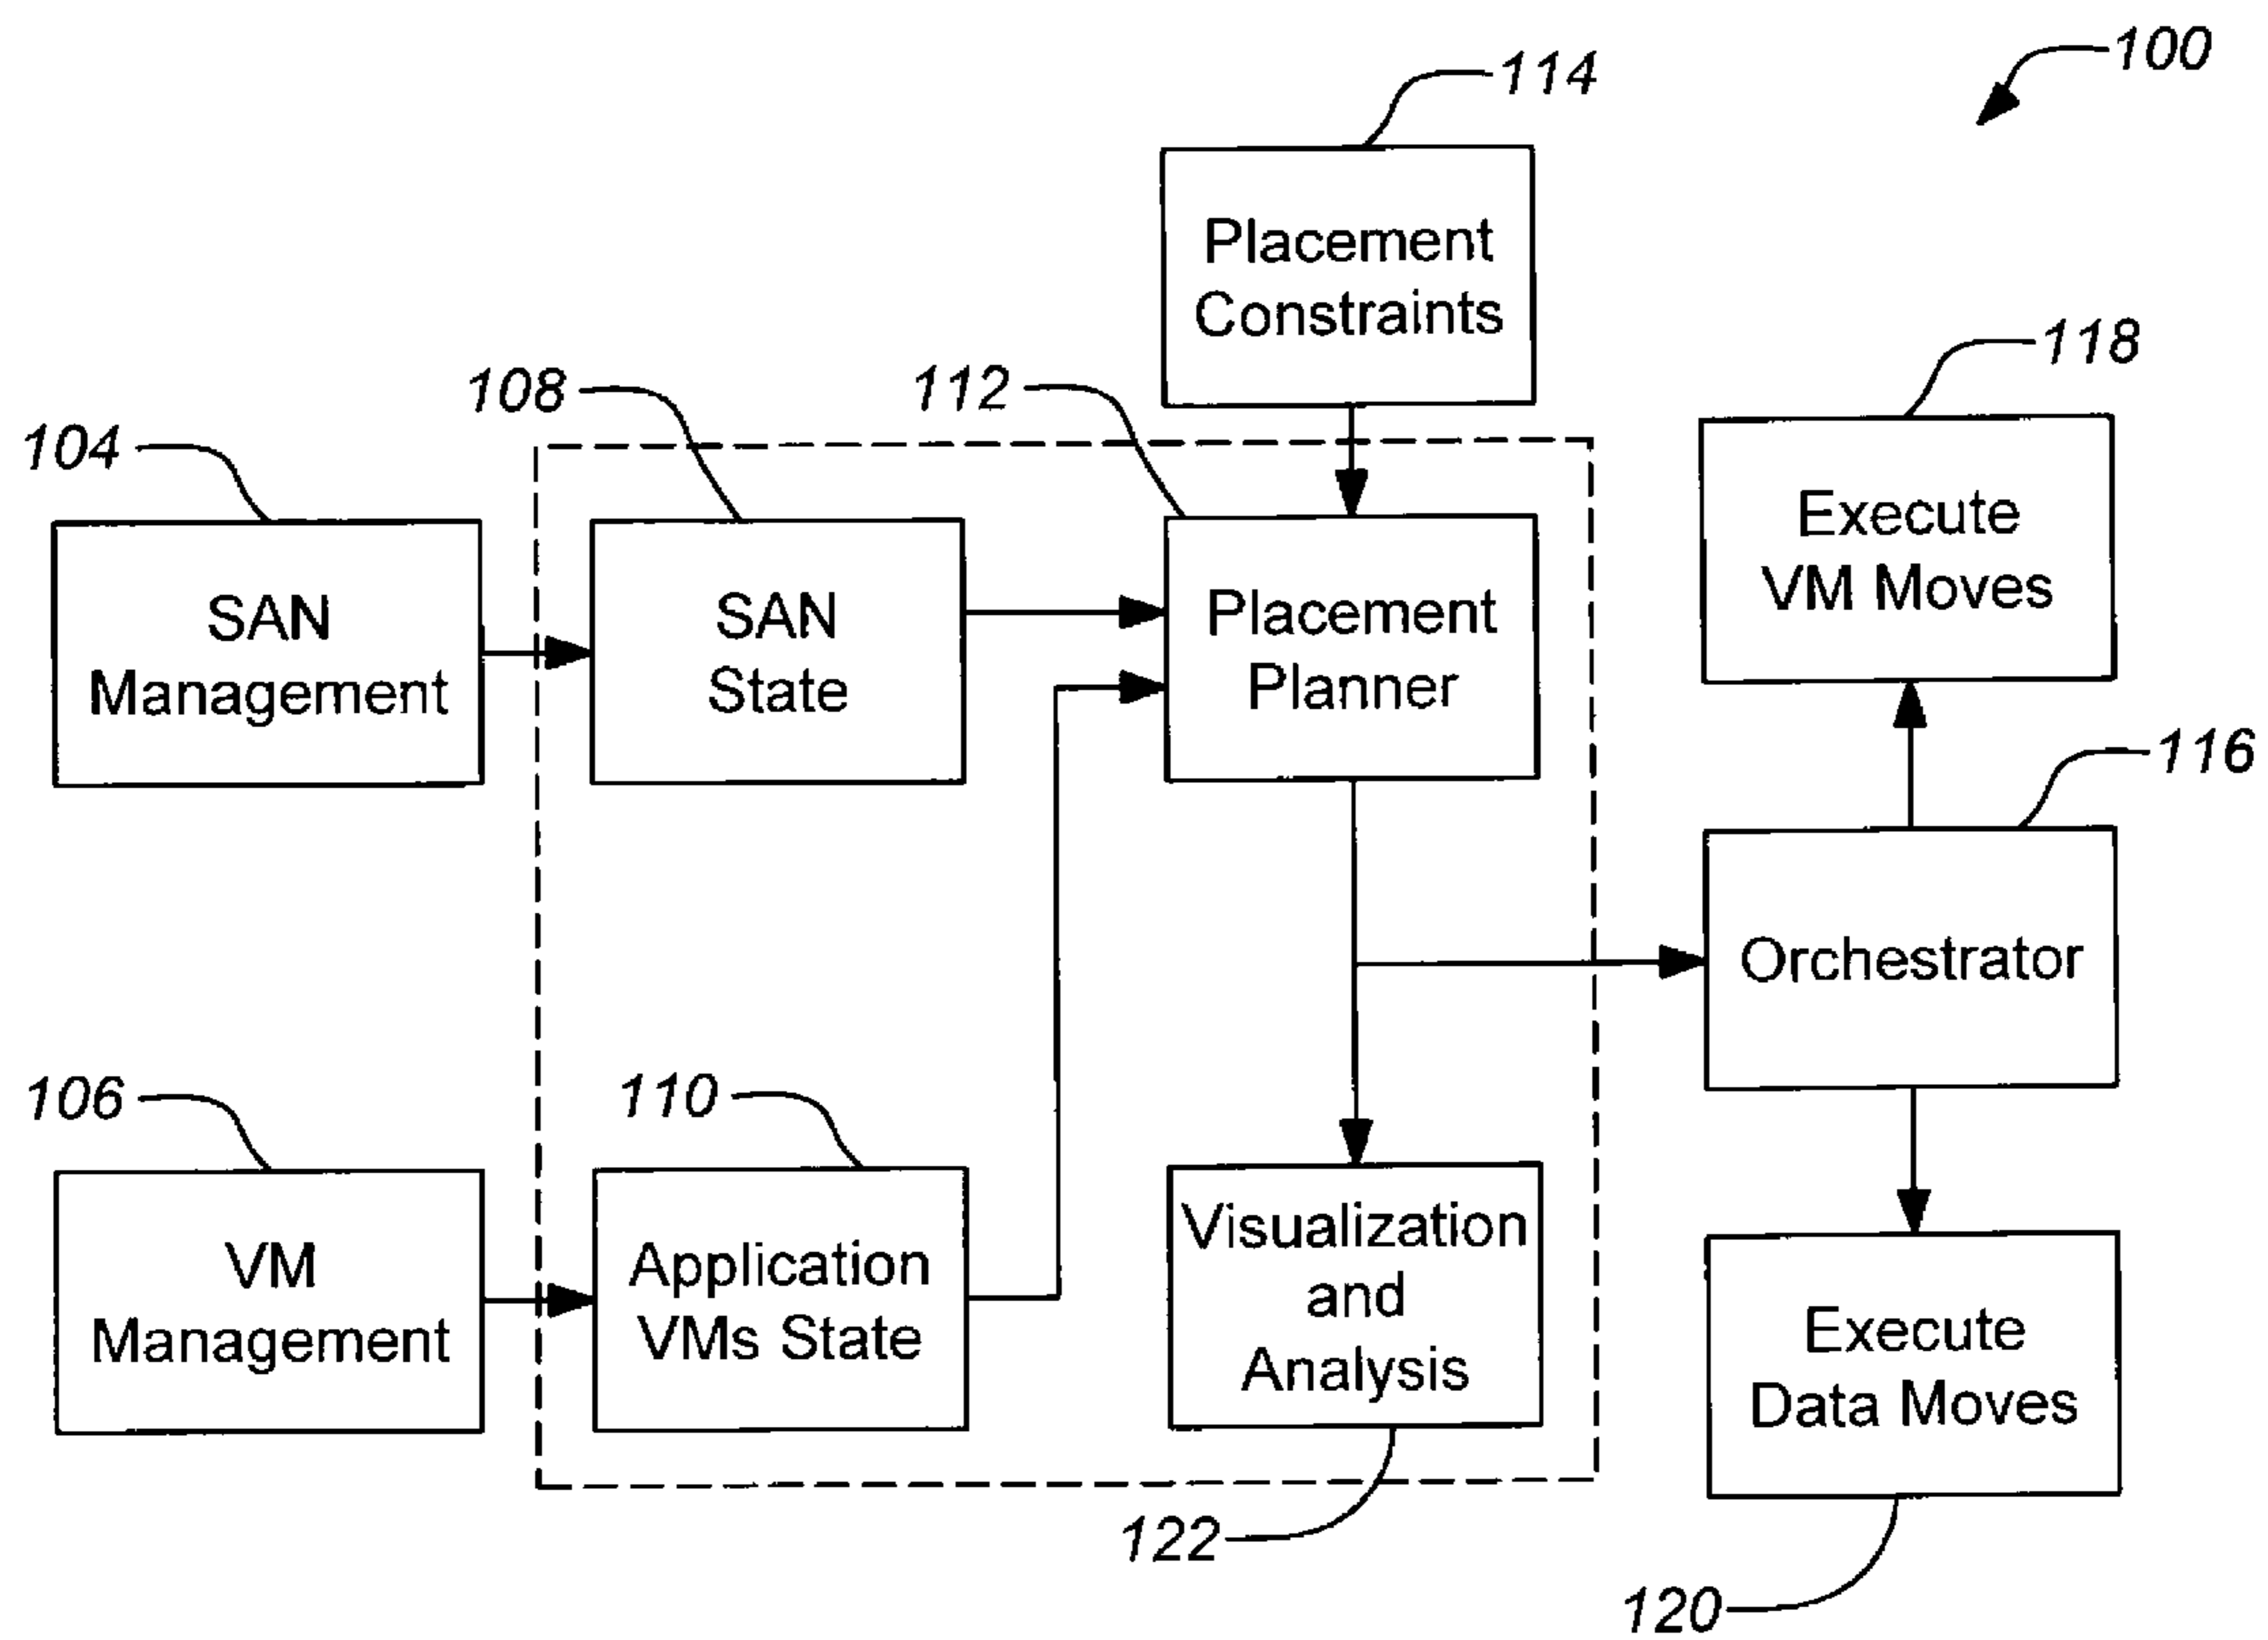 100
114
Placement
Constraints
118
112
108
104
Execute
VM Moves
SAN
Management
SAN
State
Placement
Planner
116
Orchestrator
106
110
VM
Management
Application
VMs State
Visualization
and
Analysis
Execute
Data Moves
122
120